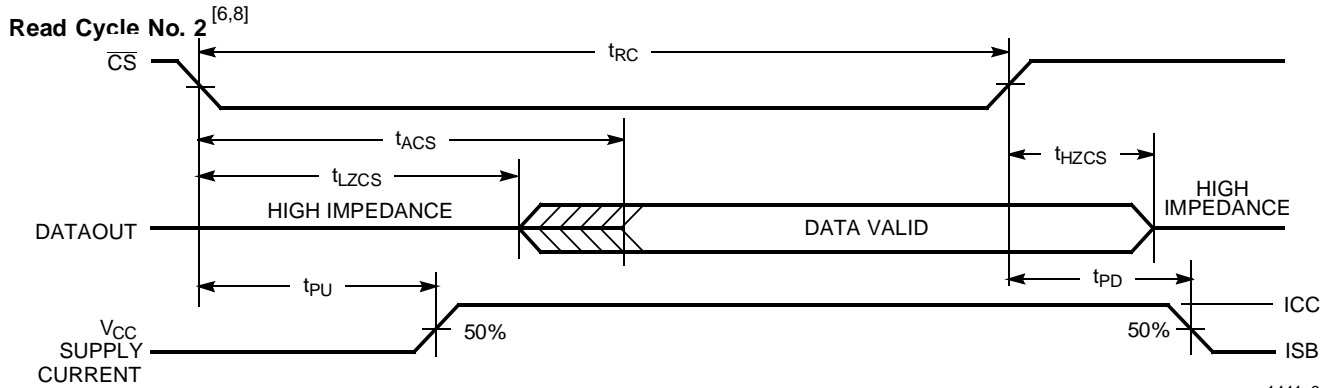 Read Cycle No. 2 [6,8]
CS
tRC
tACS
tHZCS
tLZCS
HIGH IMPEDANCE
HIGH
IMPEDANCE
DATAOUT
DATA VALID
tPU
tPD
ICC
VCC
SUPPLY
CURRENT
50%
50%
ISB